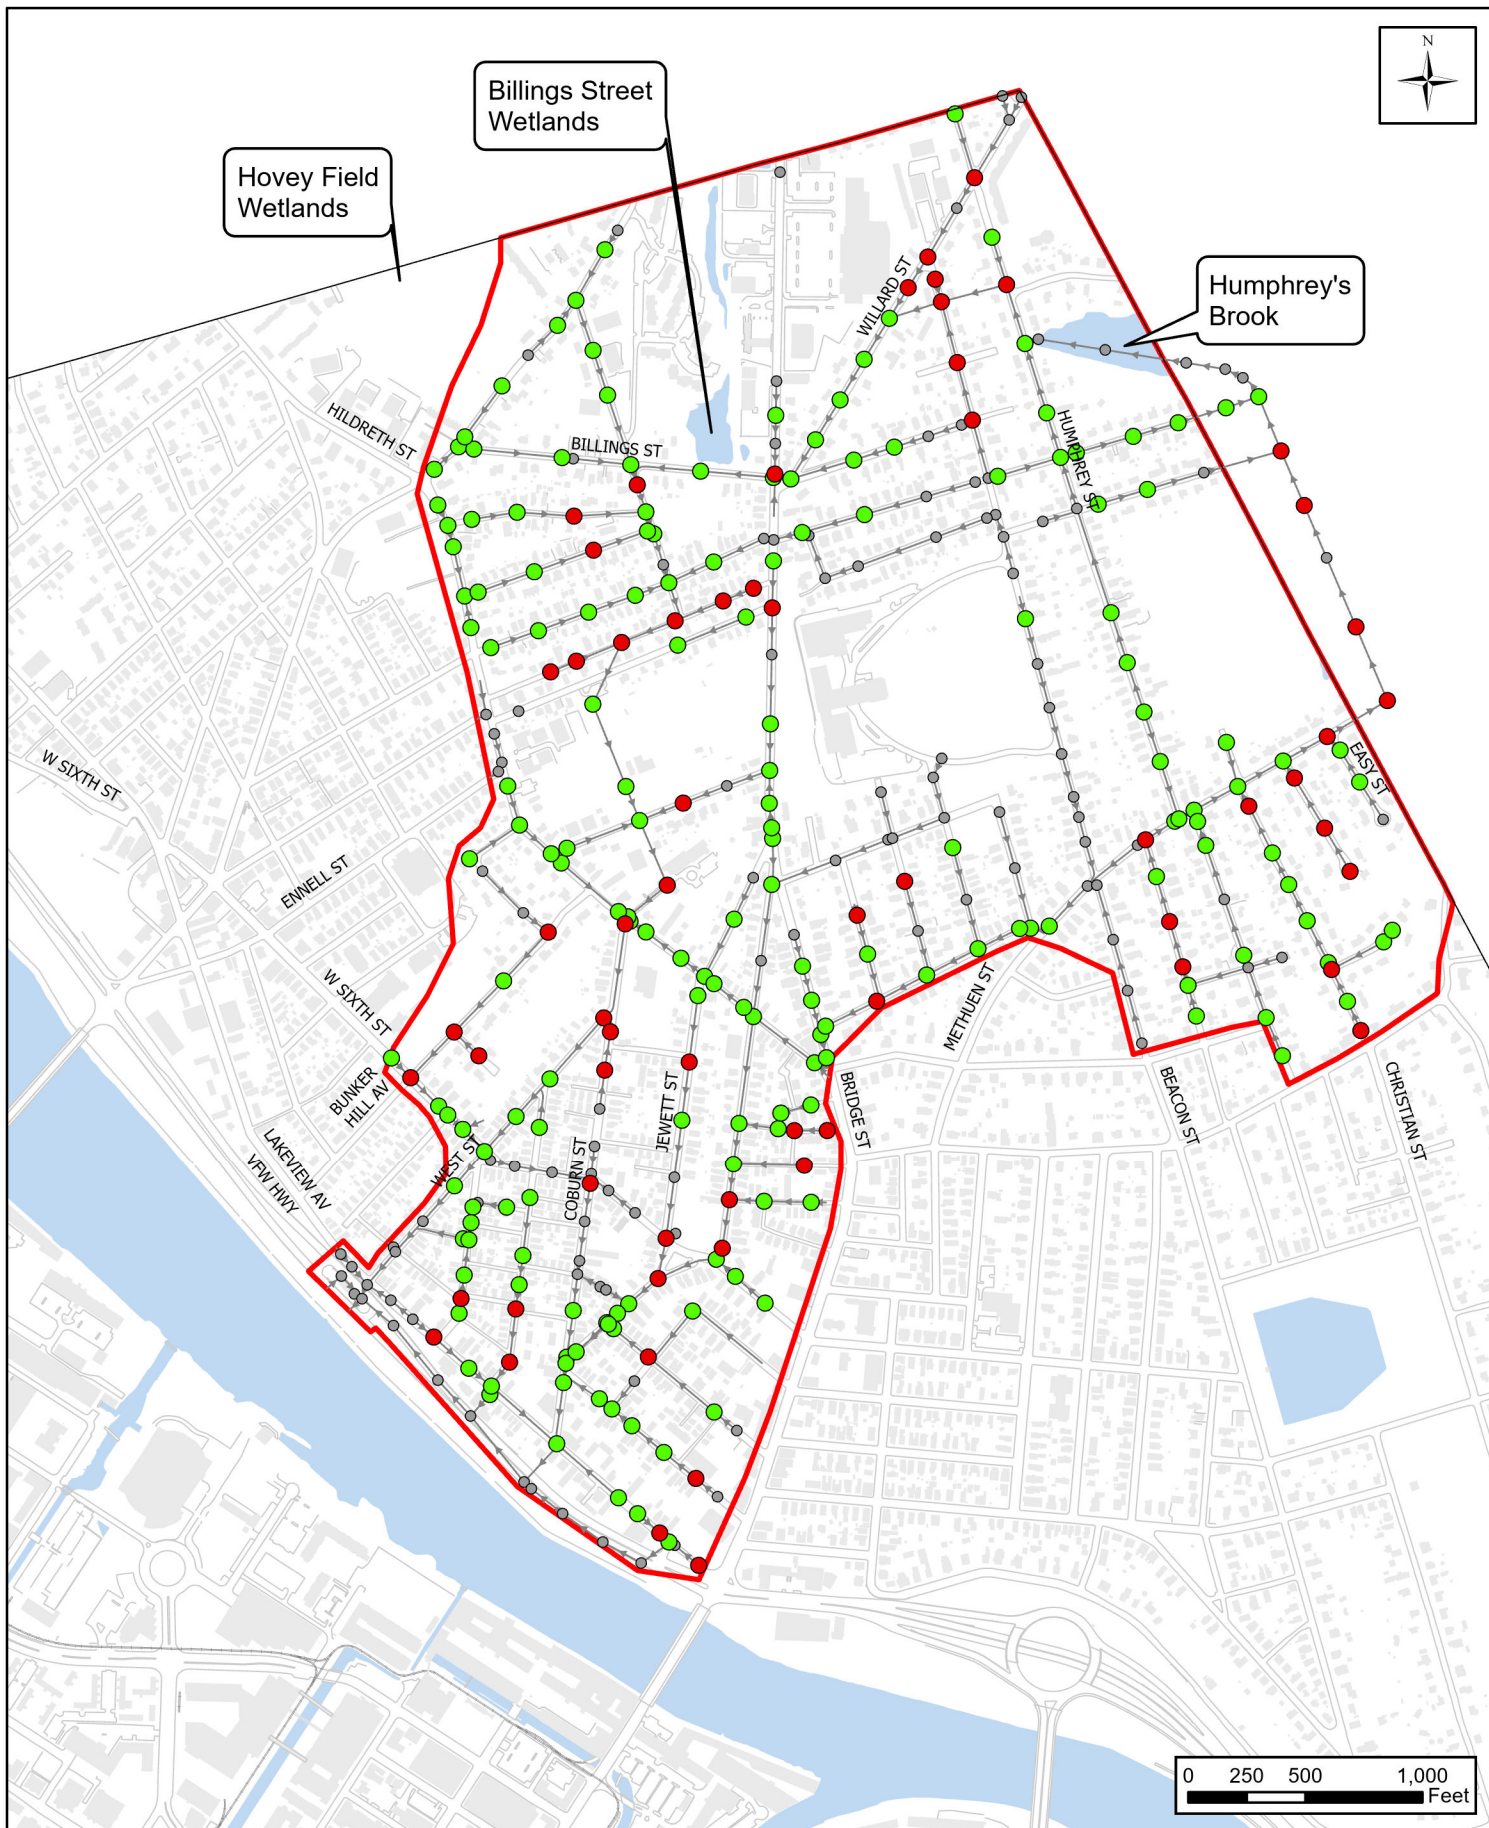 N
Billings Street
Wetlands
Hovey Field
Wetlands
Humphrey's
Brook
WILLARD ST
HILDRETH ST
BILLINGS ST
HUMPHREY ST
W SIXTH ST
EASY ST
ENNELL ST
W SIXTH ST
METHUEN ST
BUNKER
HILL AV
BRIDGE ST
JEWETT ST
BEACON ST
CHRISTIAN ST
LAKEVIEW AV
VFW HWY
WEST ST
COBURN ST
0 250 500 1,000
Feet